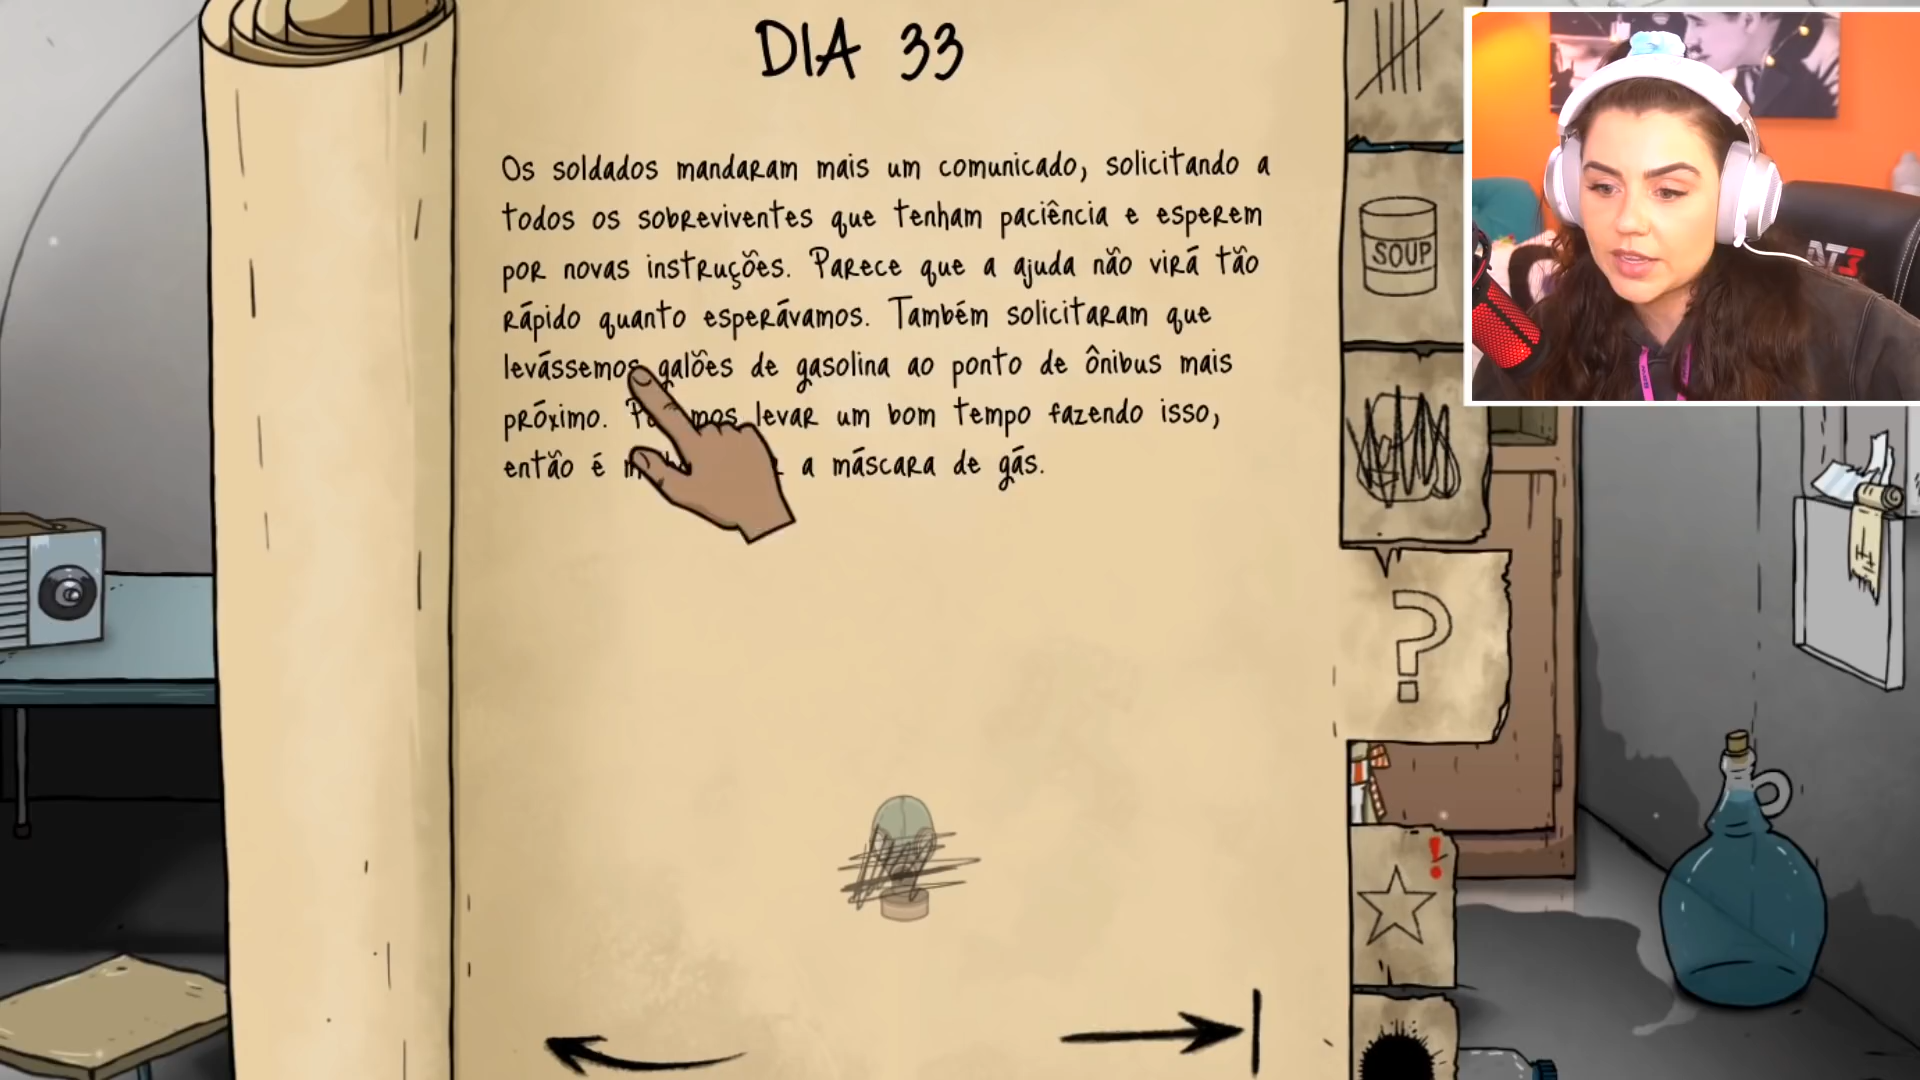 DIA 33
Os soldados mandaram mais um comunicado, solicitando a
todos os sobreviventes que tenham paciência e esperem
por novas instruções. Parece que a ajuda não virá tão
rápido quanto esperávamos. Também solicitaram que
levássemos galões de gasolina ao ponto de ônibus mais
próximo. levar um bom tempo fazendo isso,
então é a máscara de gás.
SOUP
?
!
DT3